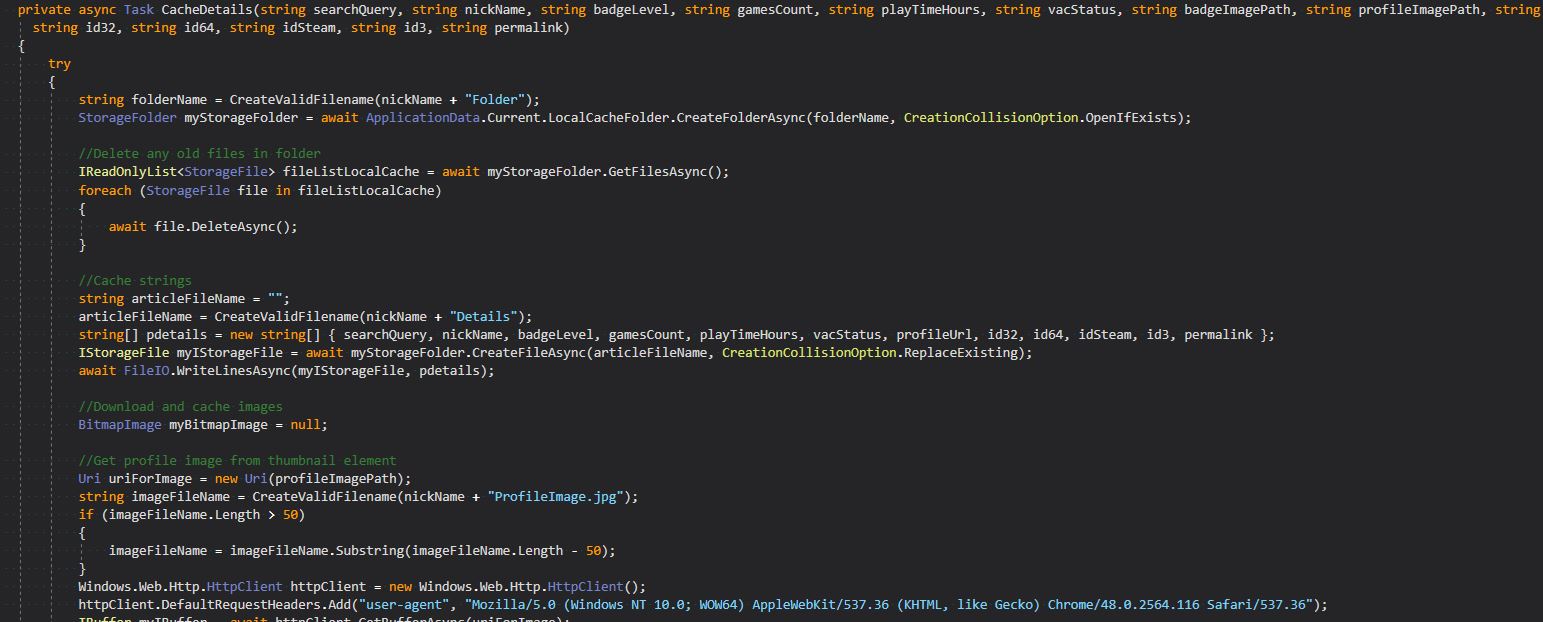 private async Task CacheDetails(string searchQuery, string nickName, string badgeLevel, string gamesCount, string playTimeHours, string vacStatus, string badgeImagePath, string profileImagePath, string
string id32, string id64, string idSteam, string id3, string permalink)
{
try
{
string folderName = CreateValidFilename(nickName + "Folder");
StorageFolder myStorageFolder = await ApplicationData.Current.LocalCacheFolder.CreateFolderAsync(folderName, CreationCollisionOption.OpenIfExists);
//Delete any old files in folder
IReadOnlyList<StorageFile> fileListLocalCache = await myStorageFolder.GetFilesAsync();
foreach (StorageFile file in fileListLocalCache)
{
await file.DeleteAsync();
}
//Cache strings
string articleFileName = "";
articleFileName = CreateValidFilename(nickName + "Details");
string[] pdetails = new string[] { searchQuery, nickName, badgeLevel, gamesCount, playTimeHours, vacStatus, profileUrl, id32, id64, idSteam, id3, permalink };
IStorageFile myIStorageFile = await myStorageFolder.CreateFileAsync(articleFileName, CreationCollisionOption.ReplaceExisting);
await FileIO.WriteLinesAsync(myIStorageFile, pdetails);
//Download and cache images
BitmapImage myBitmapImage = null;
//Get profile image from thumbnail element
Uri uriForImage = new Uri(profileImagePath);
string imageFileName = CreateValidFilename(nickName + "ProfileImage.jpg");
if (imageFileName.Length > 50)
{
imageFileName = imageFileName.Substring(imageFileName.Length - 50);
}
Windows.Web.Http.HttpClient httpClient = new Windows.Web.Http.HttpClient();
httpClient.DefaultRequestHeaders.Add("user-agent", "Mozilla/5.0 (Windows NT 10.0; WOW64) AppleWebKit/537.36 (KHTML, like Gecko) Chrome/48.0.2564.116 Safari/537.36");
IBuffer myIBuffer = await httpClient.GetBufferAsync(uriForImage);